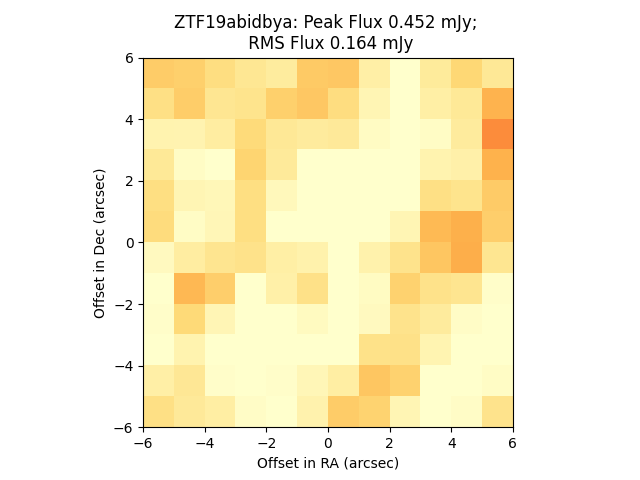 ZTF19abidbya: Peak Flux 0.452 mJy;
RMS Flux 0.164 mJy
6
4
2
0
−2
−4
−6
Offset in Dec (arcsec)
−6 −4 −2 0 2 4 6
Offset in RA (arcsec)